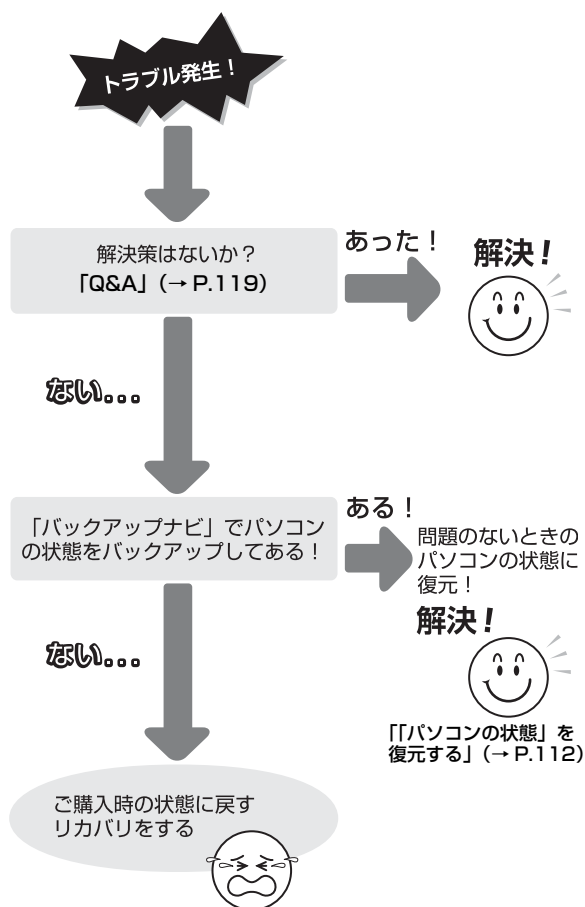 トラブル発生！
解決策はないか？
「Q&A」（→ P.119）
あった！
解決！
ない...
「バックアップナビ」でパソコン
の状態をバックアップしてある！
ある！
問題のないときの
パソコンの状態に
復元！
解決！
「「パソコンの状態」を
復元する」（→ P.112）
ない...
ご購入時の状態に戻す
リカバリをする